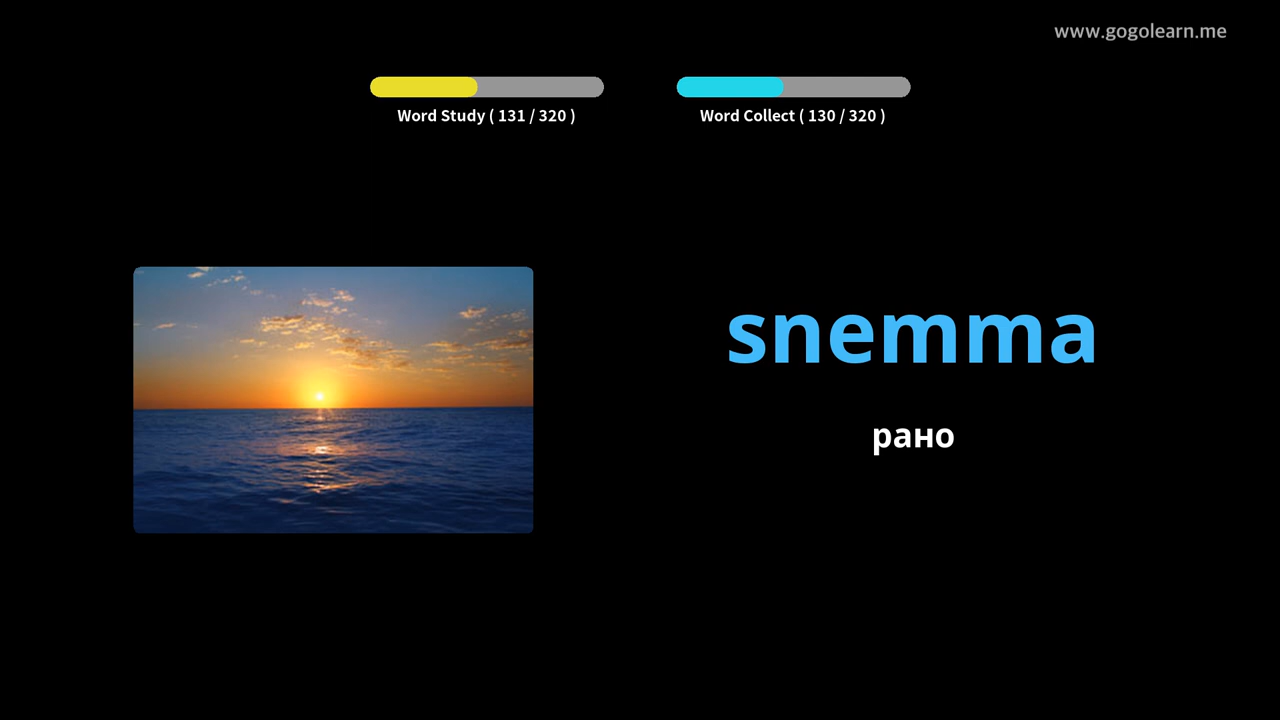 www.gogolearn.me
Word Study ( 131 / 320 )
Word Collect ( 130 / 320 )
snemma
рано